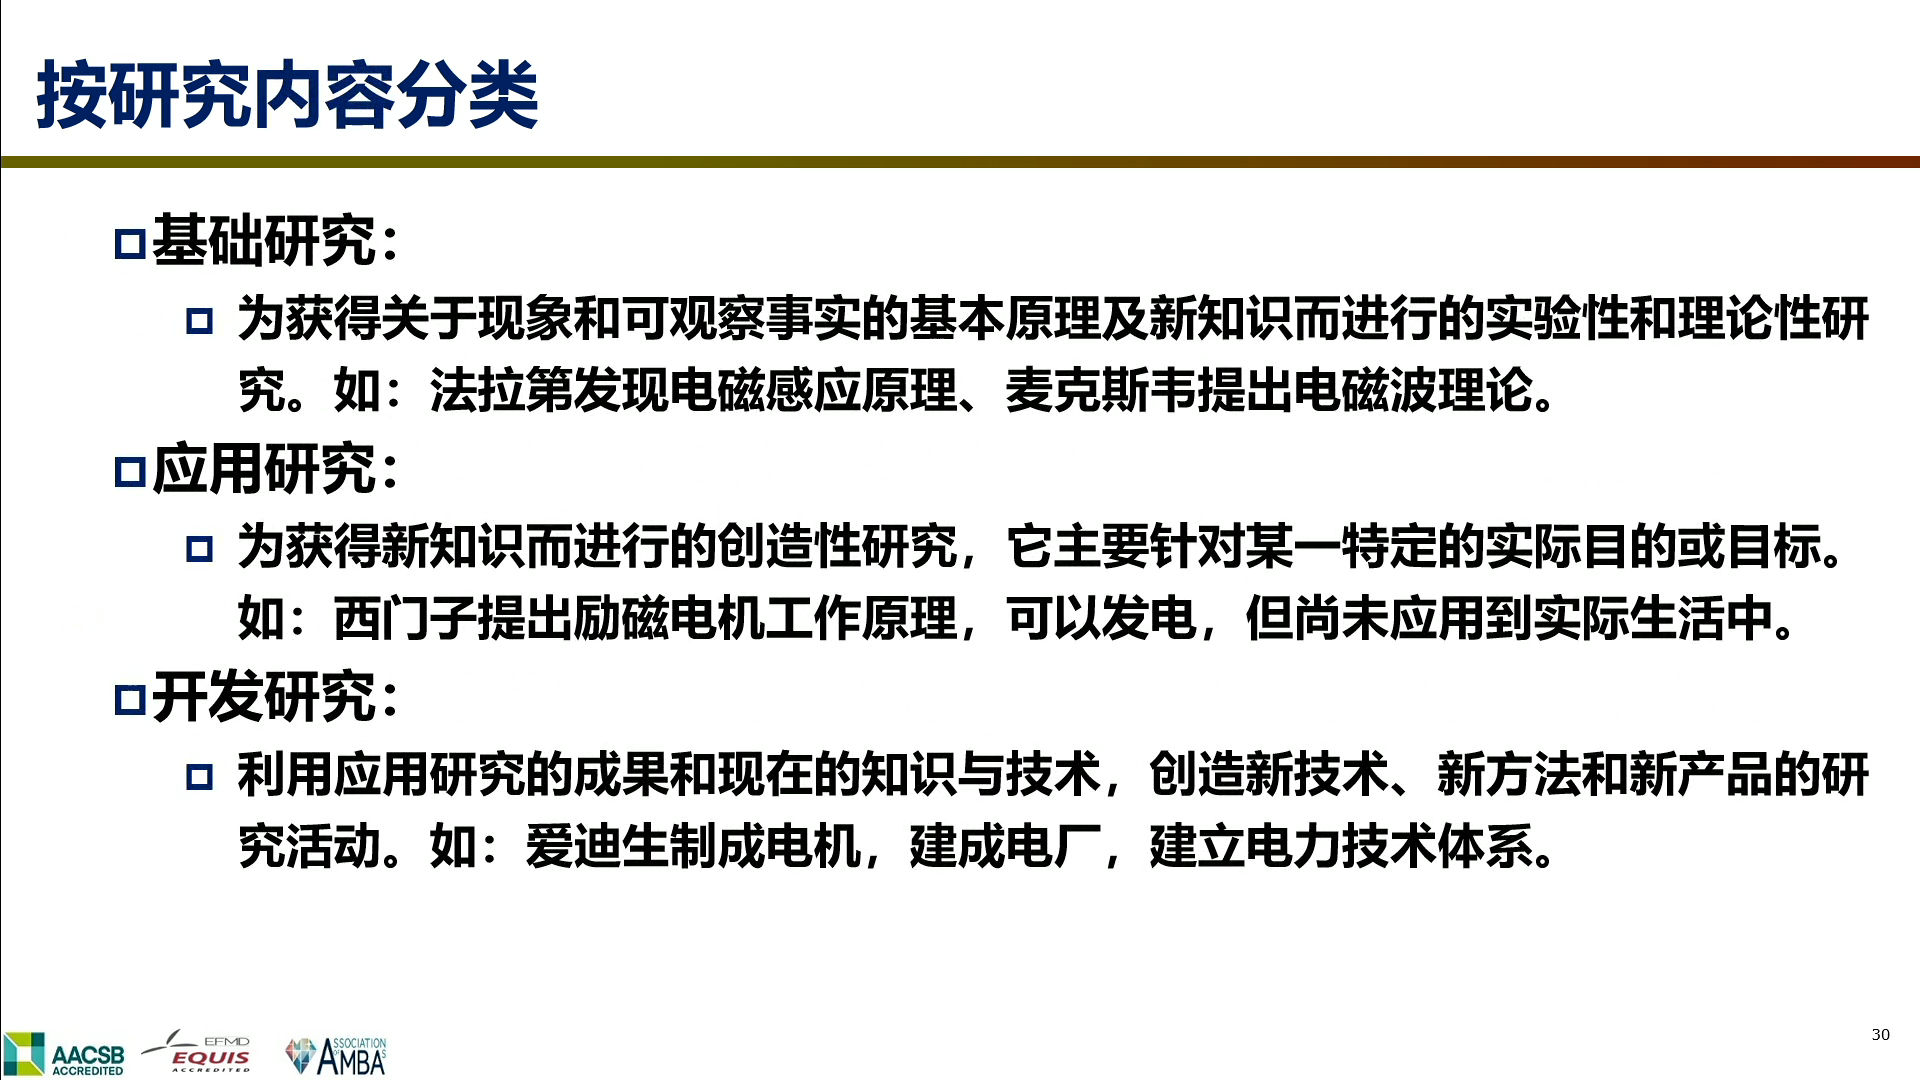 按研究内容分类
基础研究：
为获得关于现象和可观察事实的基本原理及新知识而进行的实验性和理论性研
究。如：法拉第发现电磁感应原理、麦克斯韦提出电磁波理论。
应用研究：
为获得新知识而进行的创造性研究，它主要针对某一特定的实际目的或目标。
如：西门子提出励磁电机工作原理，可以发电，但尚未应用到实际生活中。
开发研究：
利用应用研究的成果和现在的知识与技术，创造新技术、新方法和新产品的研
究活动。如：爱迪生制成电机，建成电厂，建立电力技术体系。
AACSB
ACCREDITED
EFMD
EQUIS
ACCREDITED
ASSOCIATION
OF
AMBAs
30